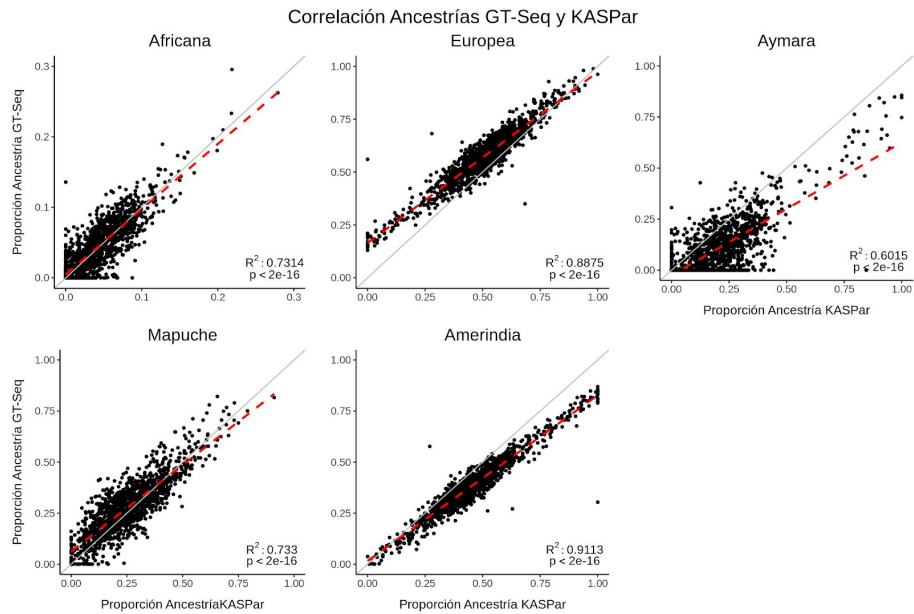 Correlación Ancestrías GT-Seq y KASPar
Africana
Proporción Ancestría GT-Seq
0.3
0.2
0.1
0.0
0.0
0.1
0.2
0.3
R²: 0.7314
p < 2e-16
Europea
1.00
0.75
0.50
0.25
0.00
0.00
0.25
0.50
0.75
1.00
R²: 0.8875
p < 2e-16
Aymara
1.00
0.75
0.50
0.25
0.00
0.00
0.25
0.50
0.75
1.00
R²: 0.6015
p < 2e-16
Proporción Ancestría KASPar
Mapuche
Proporción Ancestría GT-Seq
1.00
0.75
0.50
0.25
0.00
0.00
0.25
0.50
0.75
1.00
R²: 0.733
p < 2e-16
Proporción AncestríaKASPar
Amerindia
1.00
0.75
0.50
0.25
0.00
0.00
0.25
0.50
0.75
1.00
R²: 0.9113
p < 2e-16
Proporción Ancestría KASPar